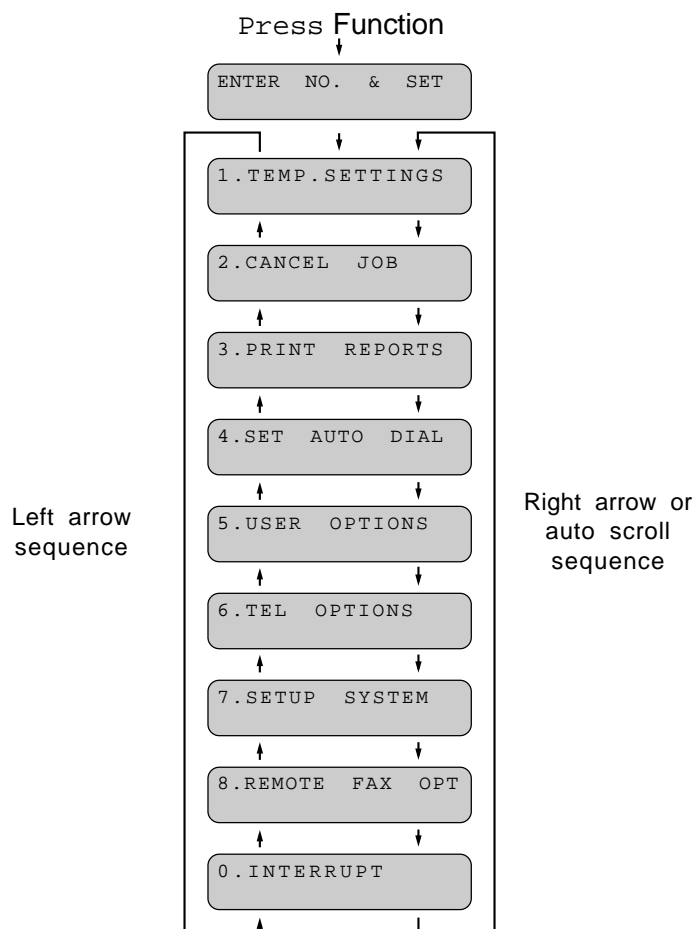 Press Function
ENTER NO. & SET
1.TEMP.SETTINGS
2.CANCEL JOB
3.PRINT REPORTS
4.SET AUTO DIAL
5.USER OPTIONS
6.TEL OPTIONS
7.SETUP SYSTEM
8.REMOTE FAX OPT
0.INTERRUPT
Left arrow
sequence
Right arrow or
auto scroll
sequence